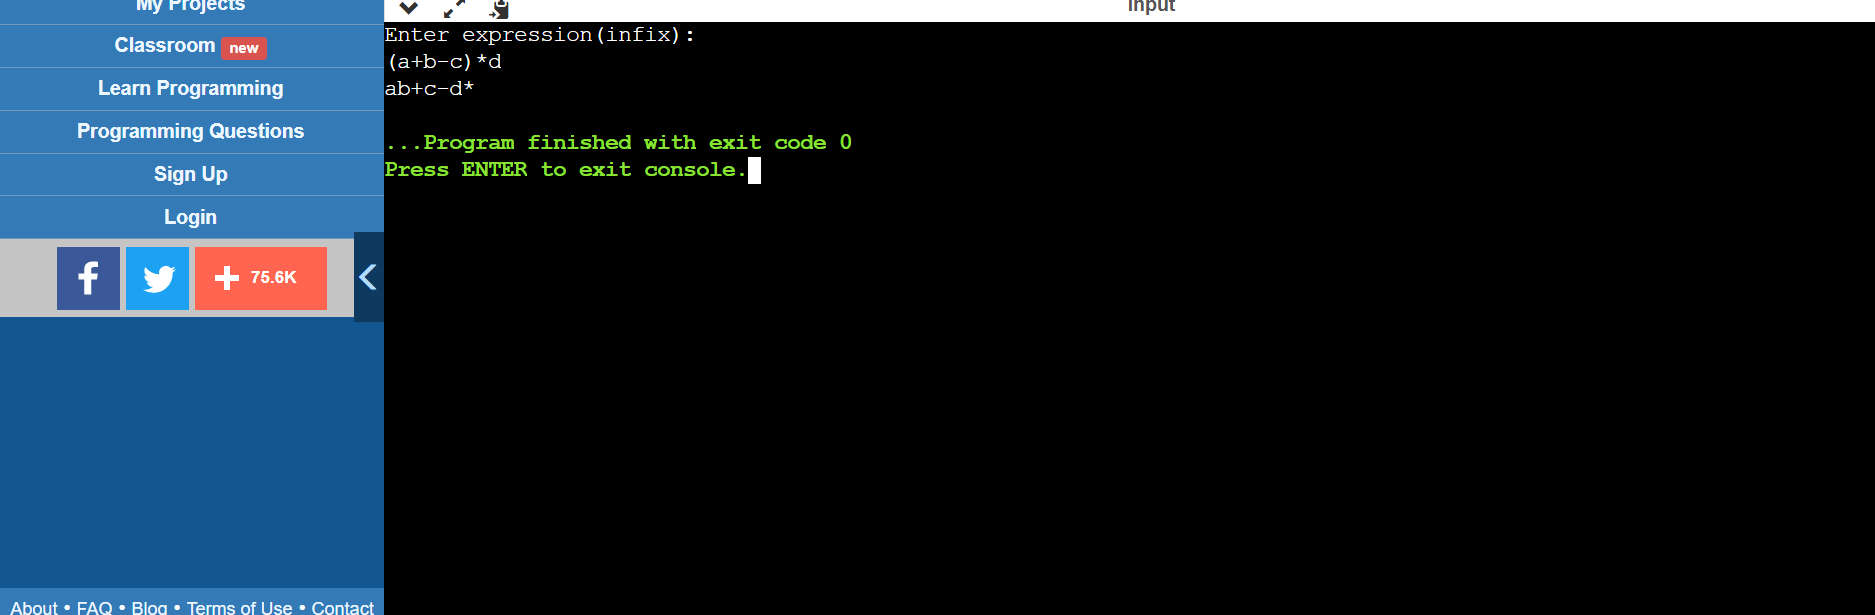 My Projects
Classroom new
Learn Programming
Programming Questions
Sign Up
Login
75.6K
About • FAQ • Blog • Terms of Use • Contact
input
Enter expression(infix):
(a+b-c)*d
ab+c-d*
...Program finished with exit code 0
Press ENTER to exit console.